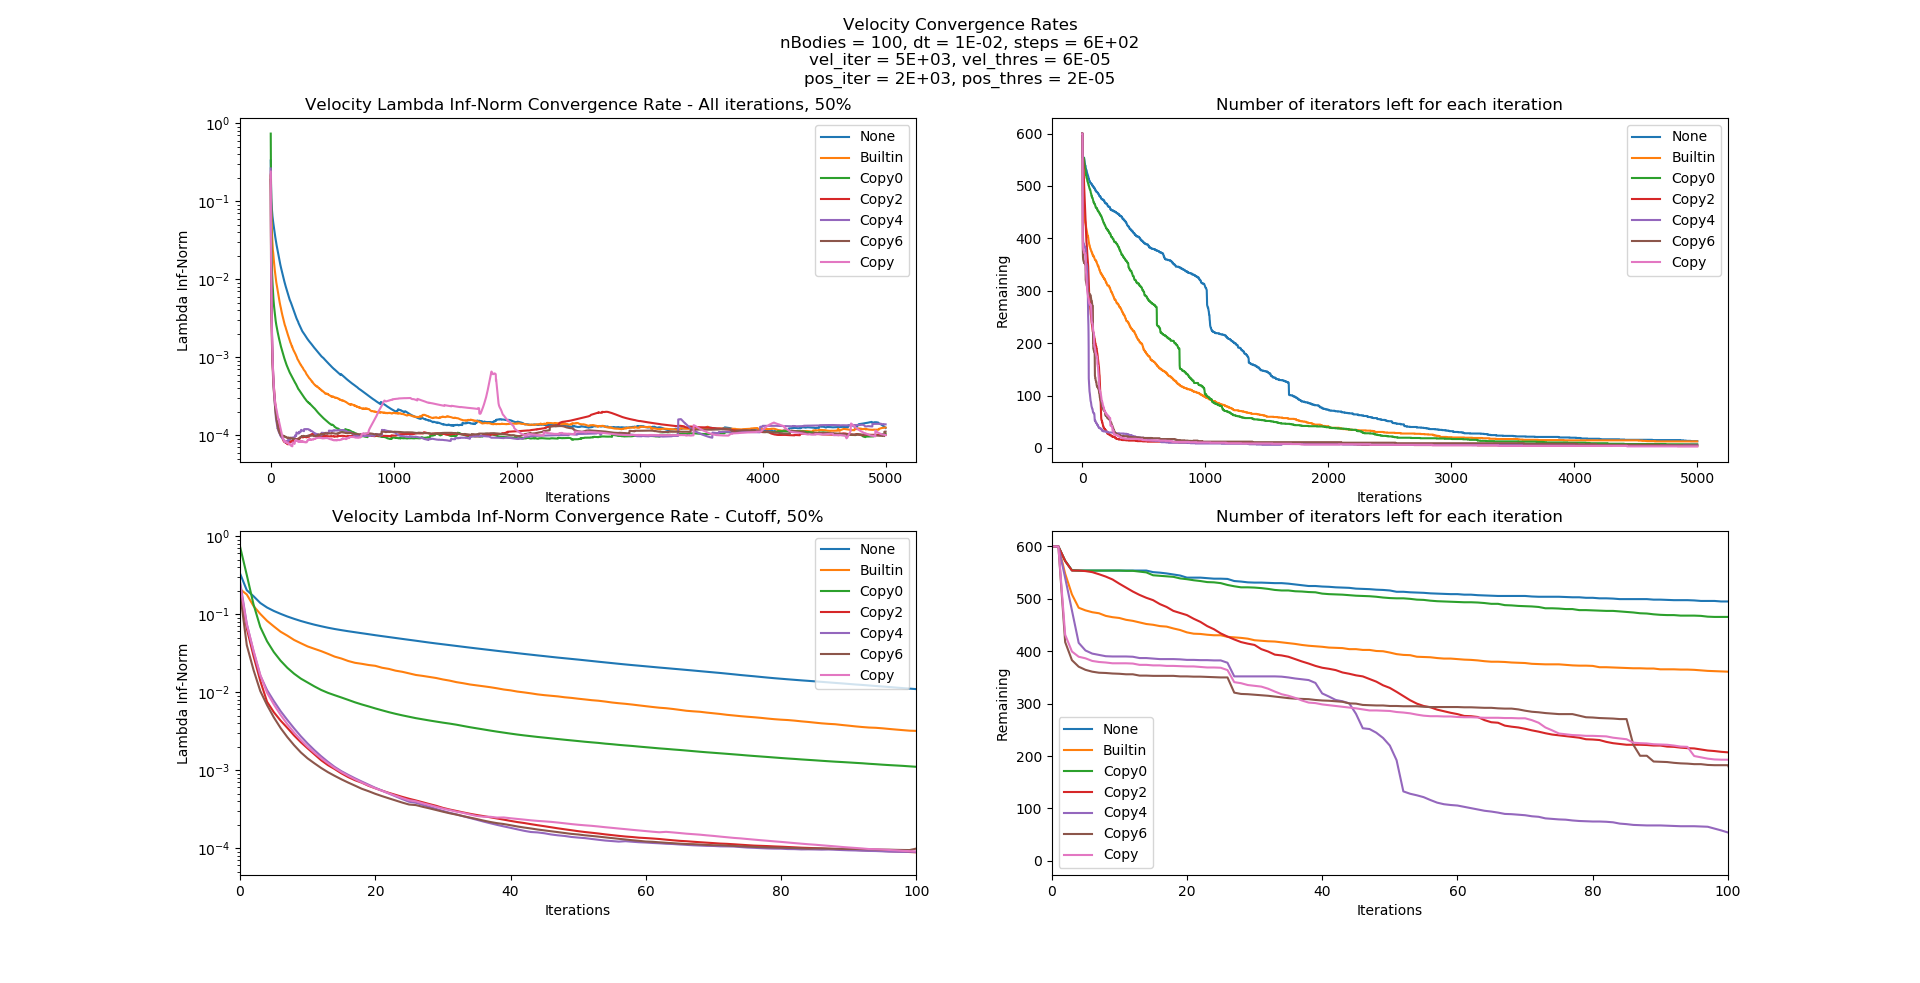 Velocity Convergence Rates
nBodies = 100, dt = 1E-02, steps = 6E+02
vel_iter = 5E+03, vel_thres = 6E-05
pos_iter = 2E+03, pos_thres = 2E-05
Velocity Lambda Inf-Norm Convergence Rate - All iterations, 50%
Lambda Inf-Norm
10^0
10^-1
10^-2
10^-3
10^-4
None
Builtin
Copy0
Copy2
Copy4
Copy6
Copy
0 1000 2000 3000 4000 5000
Iterations
Number of iterators left for each iteration
Remaining
600
500
400
300
200
100
0
None
Builtin
Copy0
Copy2
Copy4
Copy6
Copy
0 1000 2000 3000 4000 5000
Iterations
Velocity Lambda Inf-Norm Convergence Rate - Cutoff, 50%
Lambda Inf-Norm
10^0
10^-1
10^-2
10^-3
10^-4
None
Builtin
Copy0
Copy2
Copy4
Copy6
Copy
0 20 40 60 80 100
Iterations
Number of iterators left for each iteration
Remaining
600
500
400
300
200
100
0
None
Builtin
Copy0
Copy2
Copy4
Copy6
Copy
0 20 40 60 80 100
Iterations